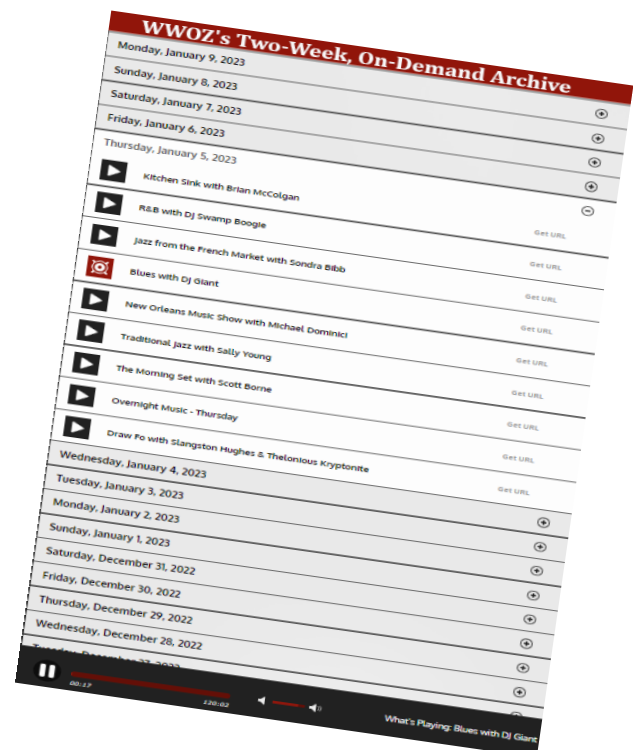 WWOZ's Two-Week, On-Demand Archive
Monday, January 9, 2023
Sunday, January 8, 2023
Saturday, January 7, 2023
Friday, January 6, 2023
Thursday, January 5, 2023
Kitchen Sink with Brian McColgan
Get URL
R&B with DJ Swamp Boogie
Get URL
Jazz from the French Market with Sondra Bibb
Get URL
Blues with DJ Giant
Get URL
New Orleans Music Show with Michael Dominici
Get URL
Traditional Jazz with Sally Young
Get URL
The Morning Set with Scott Borne
Get URL
Overnight Music - Thursday
Get URL
Draw Fo with Slangston Hughes & Thelonious Kryptonite
Get URL
Wednesday, January 4, 2023
Tuesday, January 3, 2023
Monday, January 2, 2023
Sunday, January 1, 2023
Saturday, December 31, 2022
Friday, December 30, 2022
Thursday, December 29, 2022
Wednesday, December 28, 2022
Tuesday, December 27, 2022
00:17
120:02
What's Playing: Blues with DJ Giant